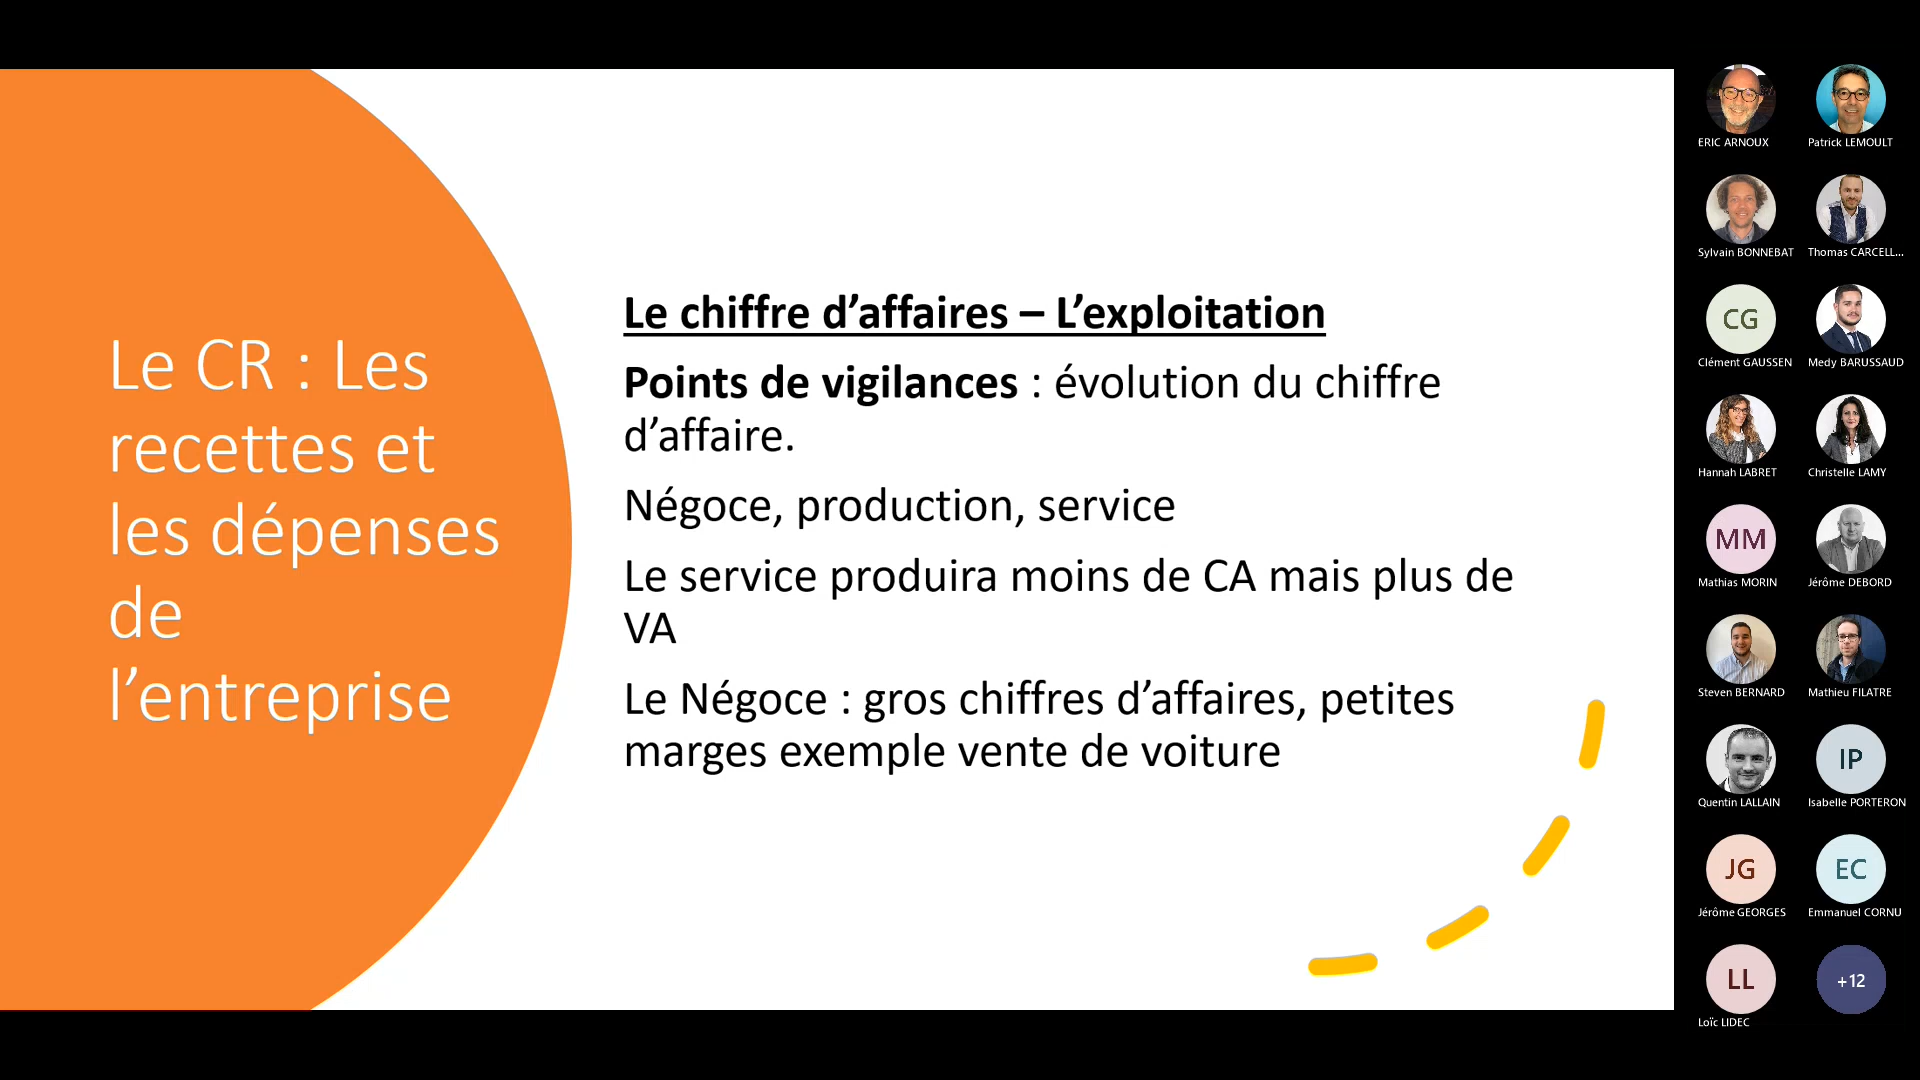 Le CR : Les
recettes et
les dépenses
de
l’entreprise
Le chiffre d’affaires – L’exploitation
Points de vigilances : évolution du chiffre
d’affaire.
Négoce, production, service
Le service produira moins de CA mais plus de
VA
Le Négoce : gros chiffres d’affaires, petites
marges exemple vente de voiture
ERIC ARNOUX
Patrick LEMOULT
Sylvain BONNEBAT
Thomas CARCELL...
CG
Clément GAUSSEN
Medy BARUSSAUD
Hannah LABRET
Christelle LAMY
MM
Mathias MORIN
Jérôme DEBORD
Steven BERNARD
Mathieu FILATRE
Quentin LALLAIN
IP
Isabelle PORTERON
JG
Jérôme GEORGES
EC
Emmanuel CORNU
LL
Loïc LIDEC
+12